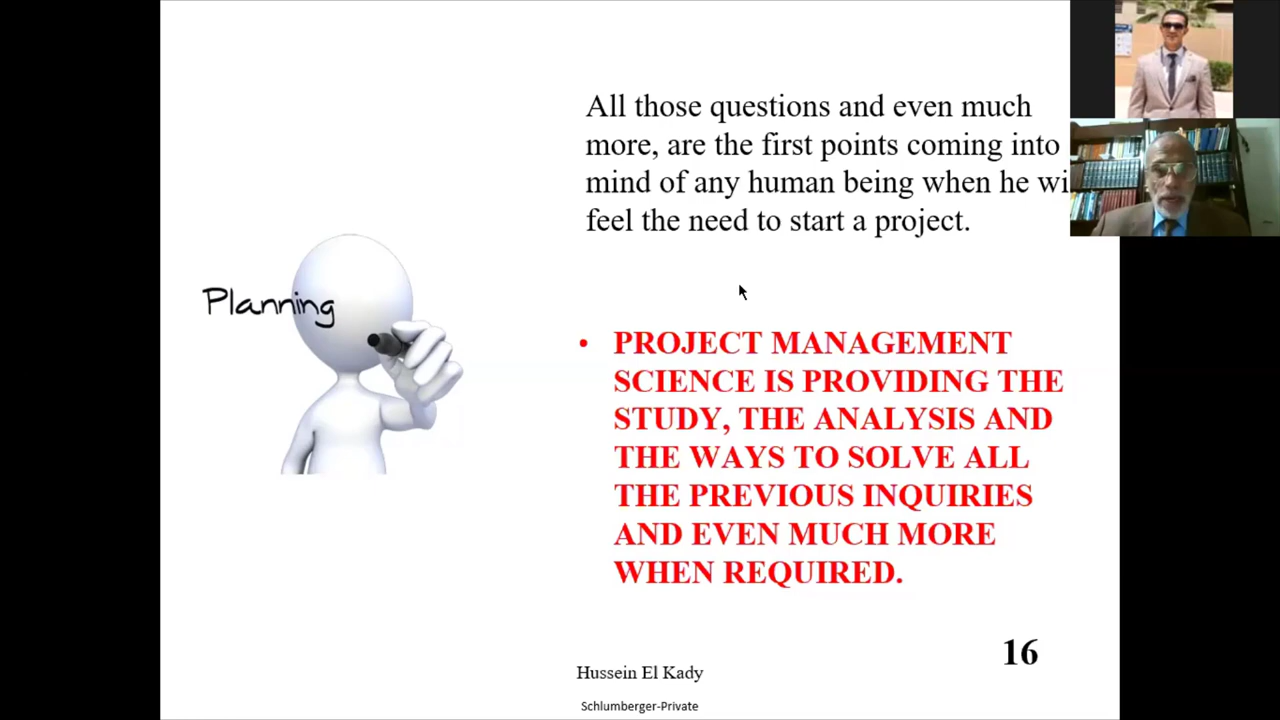 All those questions and even much
more, are the first points coming into
mind of any human being when he
feel the need to start a project.
Planning
• PROJECT MANAGEMENT
SCIENCE IS PROVIDING THE
STUDY, THE ANALYSIS AND
THE WAYS TO SOLVE ALL
THE PREVIOUS INQUIRIES
AND EVEN MUCH MORE
WHEN REQUIRED.
16
Hussein El Kady
Schlumberger-Private